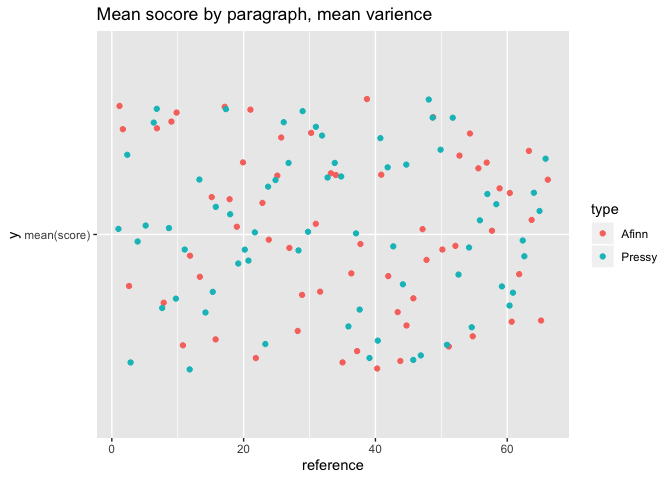 Mean socore by paragraph, mean varience
y
mean(score)
0
20
40
60
reference
type
Afinn
Pressy